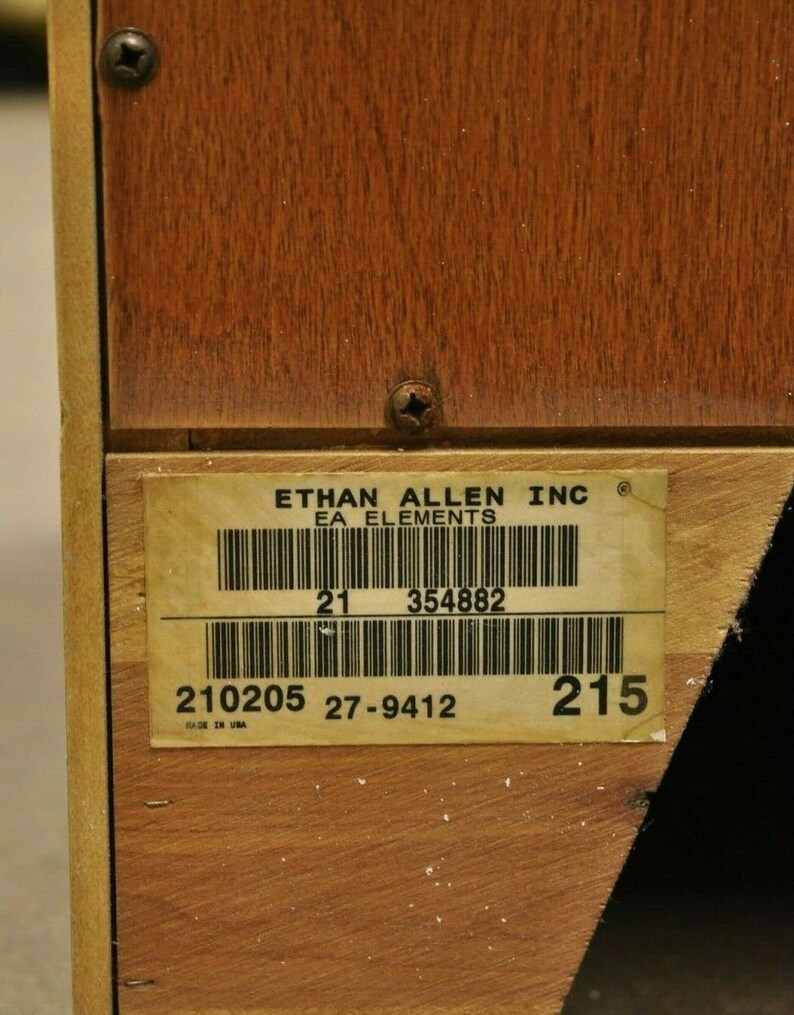 ETHAN ALLEN INC ®
EA ELEMENTS
21 354882
210205 27-9412 215
MADE IN USA